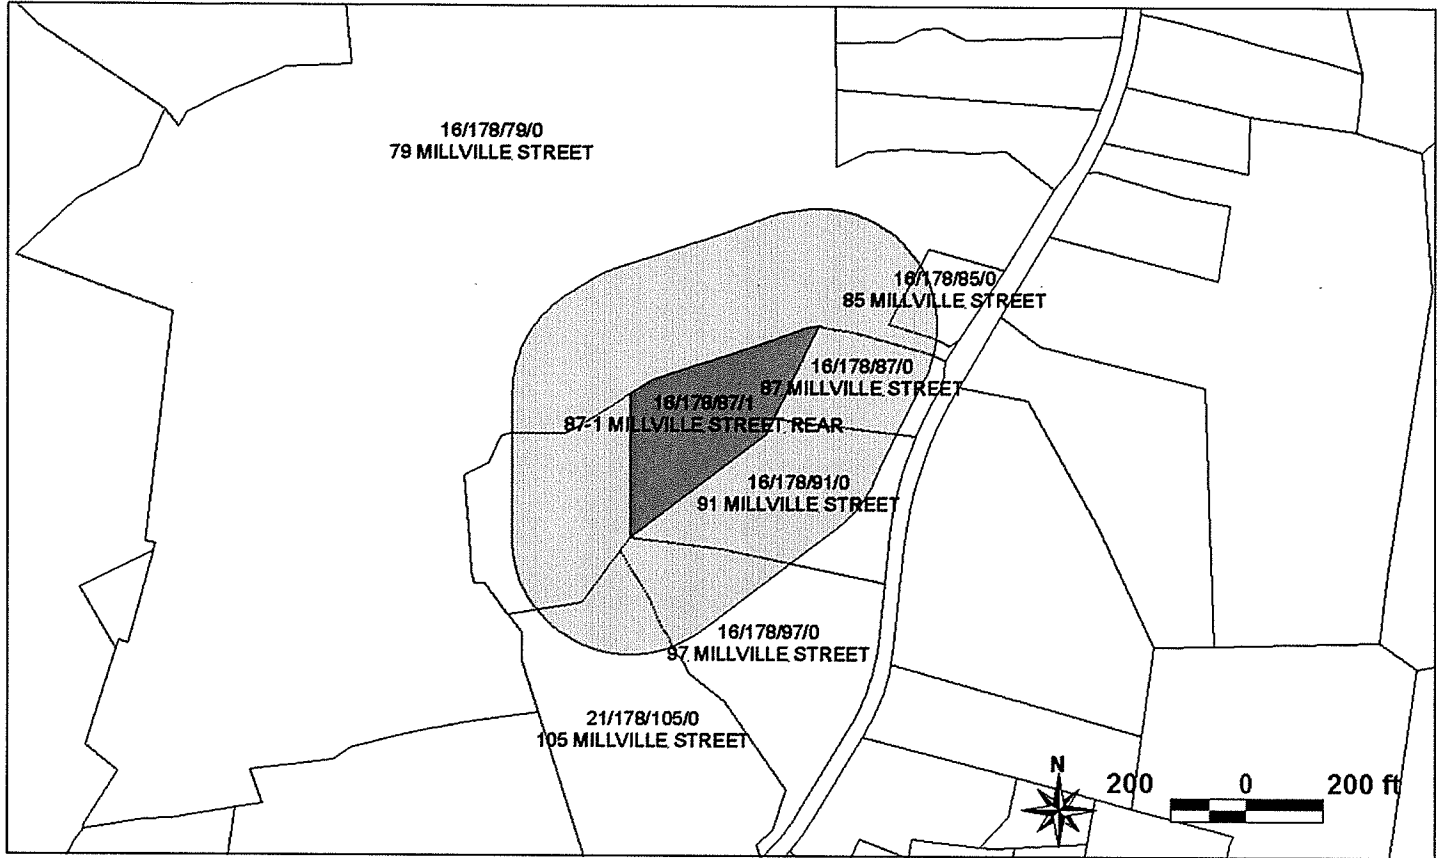 16/178/79/0
79 MILLVILLE STREET
16/178/85/0
85 MILLVILLE STREET
16/178/87/0
87 MILLVILLE STREET
16/178/87/1
87-1 MILLVILLE STREET REAR
16/178/91/0
91 MILLVILLE STREET
16/178/97/0
97 MILLVILLE STREET
21/178/105/0
105 MILLVILLE STREET
N
200 0 200 ft